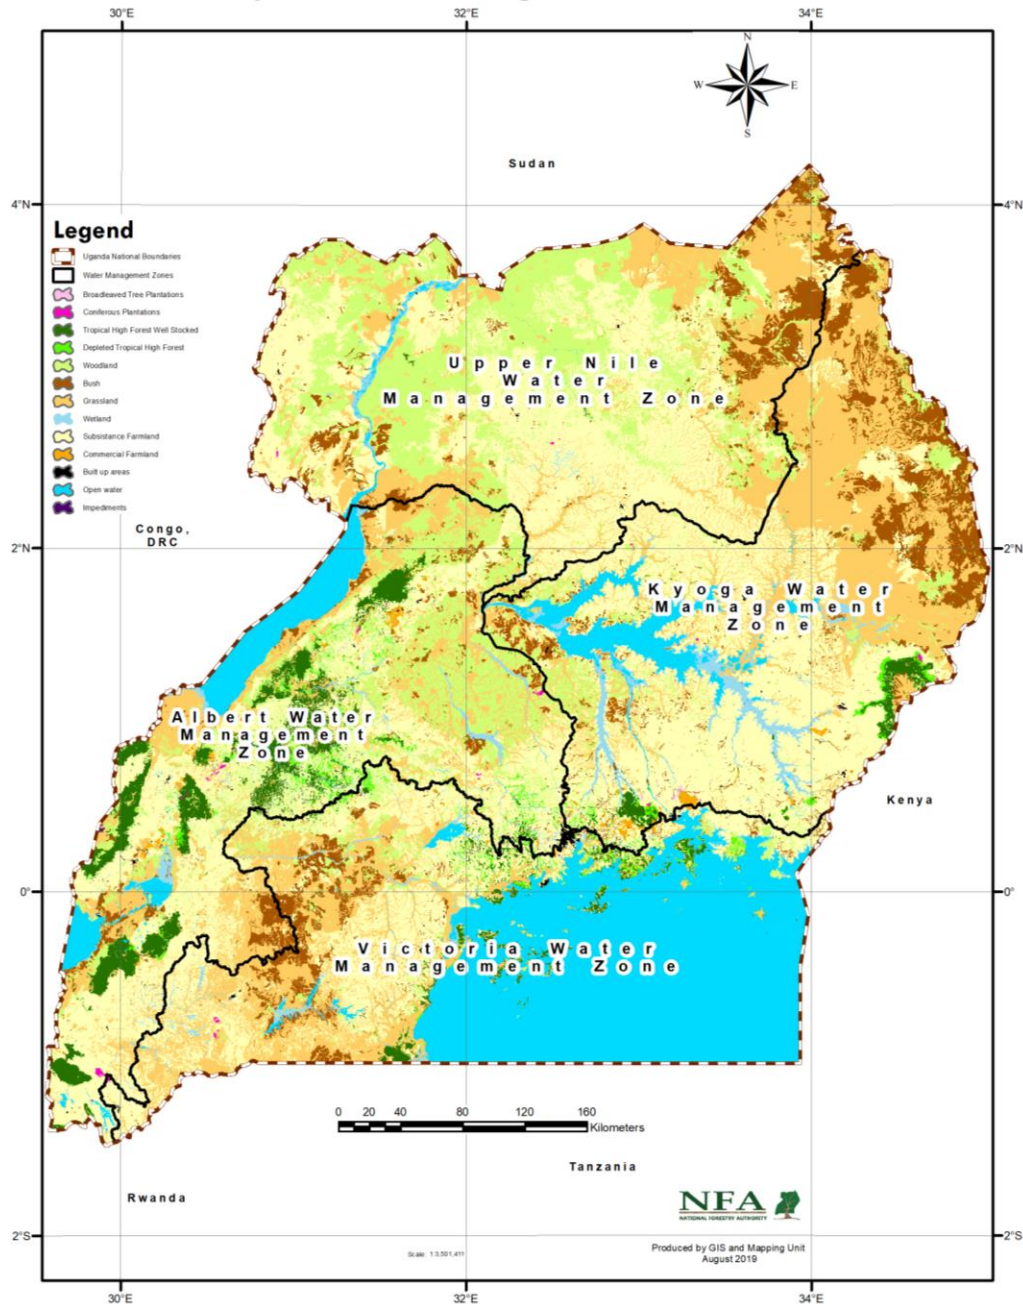 30°E 32°E 34°E
N
W E
S
Sudan
4°N 4°N
Legend
Uganda National Boundaries
Water Management Zones
Broadleaved Tree Plantations
Coniferous Plantations
Tropical High Forest Well Stocked
Depleted Tropical High Forest
Woodland
Bush
Grassland
Wetland
Subsistance Farmland
Commercial Farmland
Built up areas
Open water
Impediments
Upper Nile
Water
Management Zone
Congo,
DRC
2°N 2°N
Kyoga Water
Management
Zone
Albert Water
Management
Zone
Kenya
0° 0°
Victoria Water
Management Zone
0 20 40 80 120 160
Kilometers
Tanzania
Rwanda
NFA
NATIONAL FORESTRY AUTHORITY
2°S 2°S
Scale: 1:3,501,411
Produced by GIS and Mapping Unit
August 2019
30°E 32°E 34°E